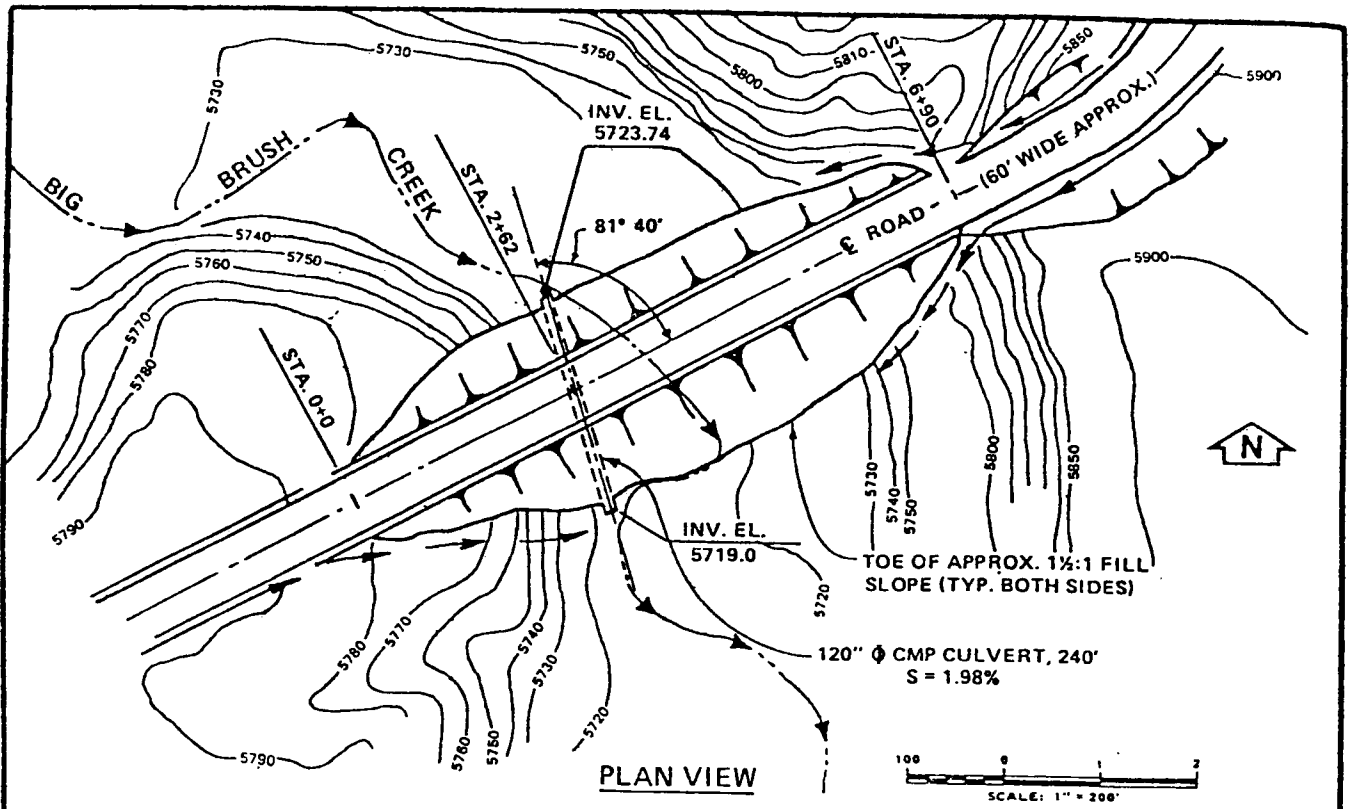 5730
5750
5800
5810
5850
5900
5730
STA. 6+90
INV. EL.
5723.74
(60' WIDE APPROX.)
BIG
BRUSH
CREEK
STA. 2+62
81° 40'
℄ ROAD
5740
5750
5760
5770
5780
5900
STA. 0+0
N
5790
5730
5740
5750
5800
5850
INV. EL.
5719.0
TOE OF APPROX. 1½:1 FILL
SLOPE (TYP. BOTH SIDES)
5720
5780
5770
5740
5730
5720
5760
5750
5790
120" ϕ CMP CULVERT, 240'
S = 1.98%
PLAN VIEW
100 0 1 2
SCALE: 1" = 200'